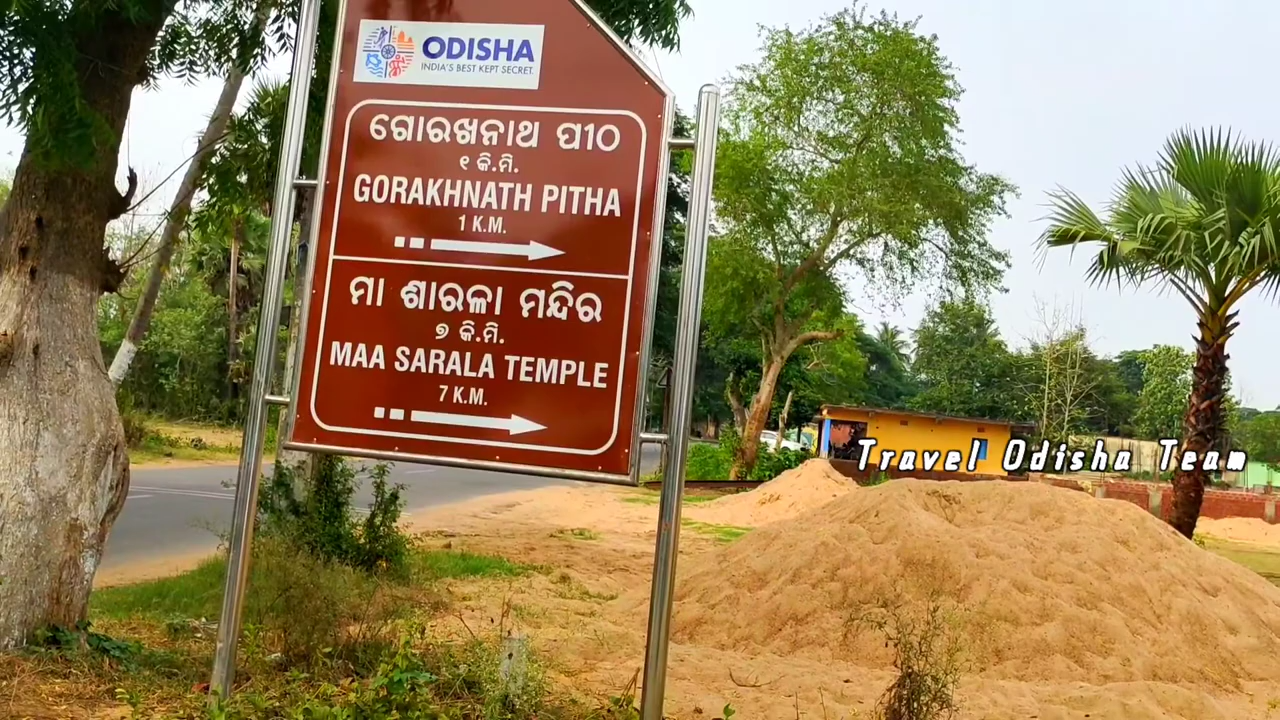 ODISHA
INDIA'S BEST KEPT SECRET.
ଗୋରଖନାଥ ପୀଠ
୧ କି.ମି.
GORAKHNATH PITHA
1 K.M.
ମା ଶାରଳା ମନ୍ଦିର
୭ କି.ମି.
MAA SARALA TEMPLE
7 K.M.
Travel Odisha Team